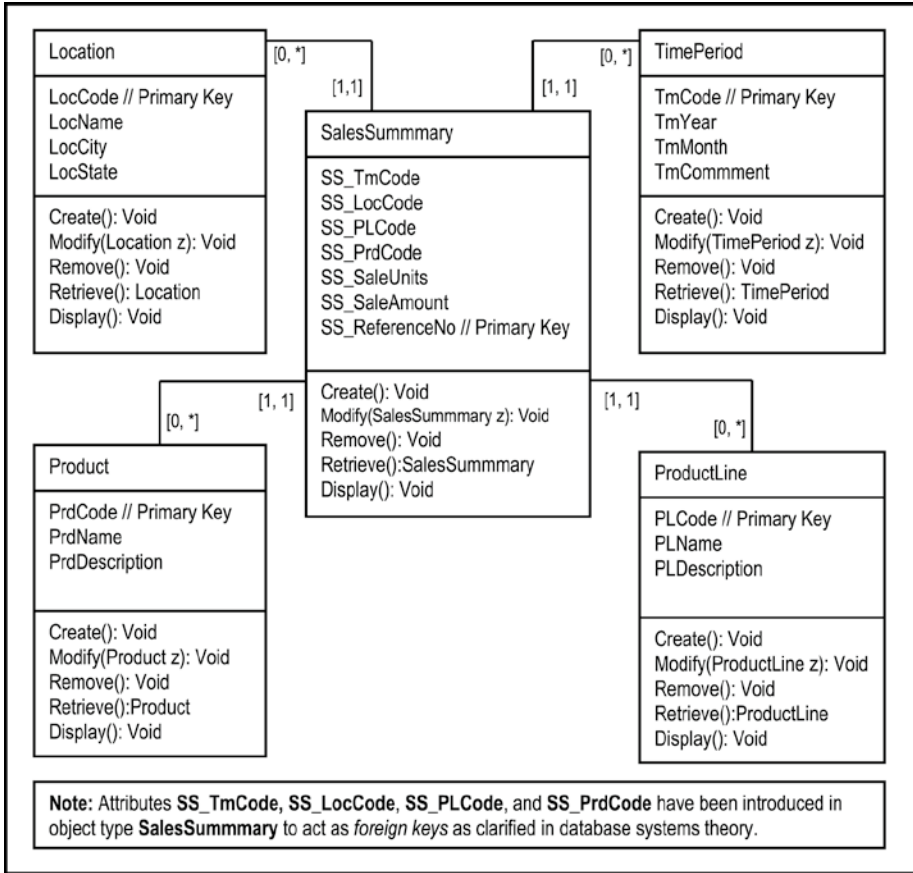 Location
LocCode // Primary Key
LocName
LocCity
LocState
Create(): Void
Modify(Location z): Void
Remove(): Void
Retrieve(): Location
Display(): Void
[0, *]
[1,1]
SalesSummmary
SS_TmCode
SS_LocCode
SS_PLCode
SS_PrdCode
SS_SaleUnits
SS_SaleAmount
SS_ReferenceNo // Primary Key
Create(): Void
Modify(SalesSummmary z): Void
Remove(): Void
Retrieve():SalesSummmary
Display(): Void
[0, *]
[1, 1]
TimePeriod
TmCode // Primary Key
TmYear
TmMonth
TmCommment
Create(): Void
Modify(TimePeriod z): Void
Remove(): Void
Retrieve(): TimePeriod
Display(): Void
[1, 1]
[0, *]
Product
PrdCode // Primary Key
PrdName
PrdDescription
Create(): Void
Modify(Product z): Void
Remove(): Void
Retrieve():Product
Display(): Void
[1, 1]
[0, *]
ProductLine
PLCode // Primary Key
PLName
PLDescription
Create(): Void
Modify(ProductLine z): Void
Remove(): Void
Retrieve():ProductLine
Display(): Void
Note: Attributes SS_TmCode, SS_LocCode, SS_PLCode, and SS_PrdCode have been introduced in
object type SalesSummmary to act as foreign keys as clarified in database systems theory.